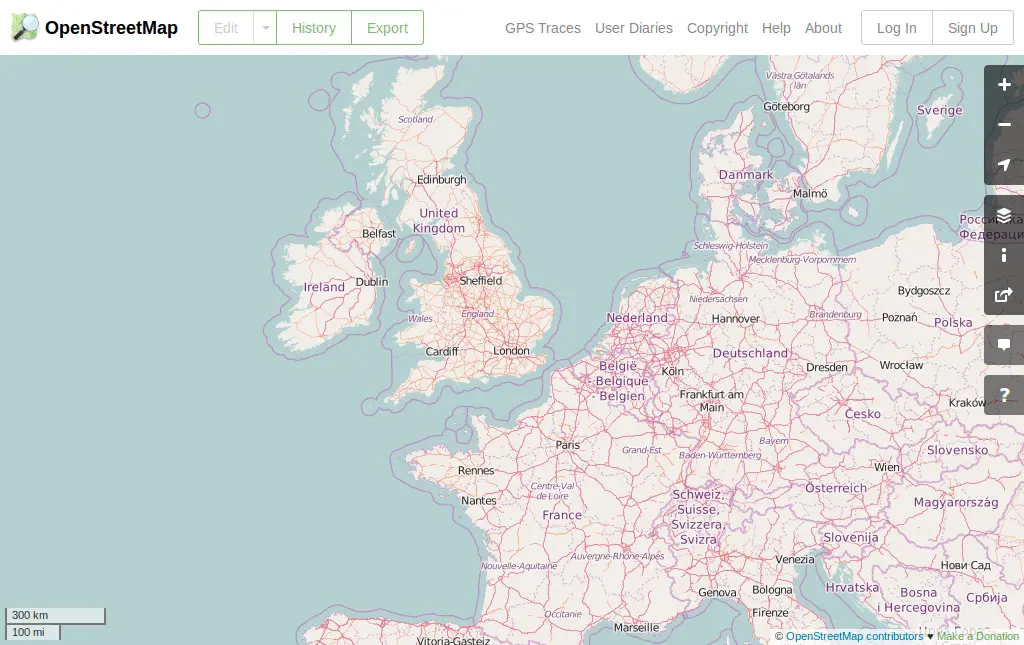 OpenStreetMap
Edit
History
Export
GPS Traces
User Diaries
Copyright
Help
About
Log In
Sign Up
Västra Götalands
län
Göteborg
Sverige
Scotland
Edinburgh
Danmark
Malmö
United
Kingdom
Belfast
Schleswig-Holstein
Mecklenburg-Vorpommern
Ireland
Dublin
Sheffield
Wales
England
Nederland
Niedersachsen
Hannover
Brandenburg
Bydgoszcz
Poznań
Polska
Cardiff
London
Deutschland
België
- Belgique
- Belgien
Köln
Dresden
Wrocław
Frankfurt am
Main
Kraków
Česko
Paris
Grand-Est
Bayern
Baden-Württemberg
Slovensko
Rennes
Wien
Centre-Val
de Loire
Nantes
France
Schweiz,
Suisse,
Svizzera,
Svizra
Österreich
Magyarország
Slovenija
Auvergne-Rhône-Alpes
Nouvelle-Aquitaine
Venezia
Нови Сад
Genova
Bologna
Hrvatska
Bosna
i Hercegovina
Србија
Occitanie
Firenze
Marseille
Vitoria-Gasteiz
?
300 km
100 mi
© OpenStreetMap contributors ♥ Make a Donation